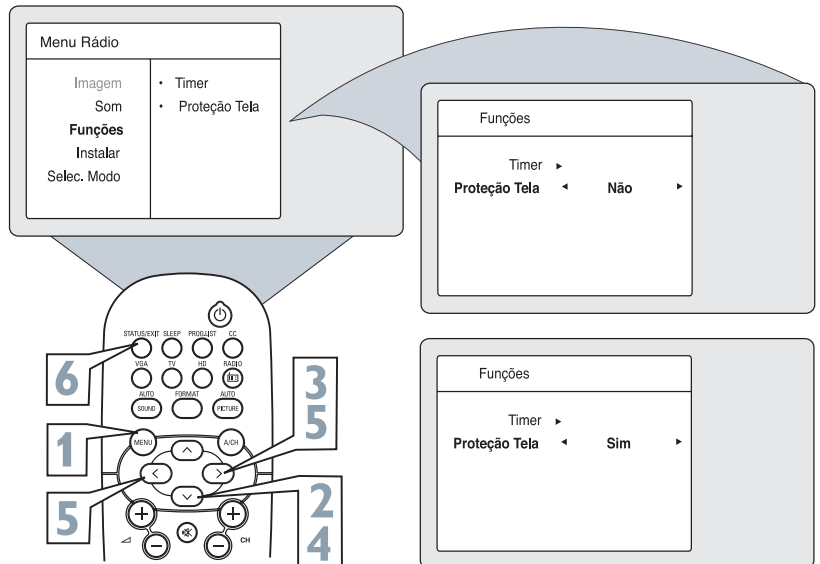 Menu Rádio
Imagem
Som
Funções
Instalar
Selec. Modo
• Timer
• Proteção Tela
Funções
Timer ▸
Proteção Tela ◂ Não ▸
Funções
Timer ▸
Proteção Tela ◂ Sim ▸
STATUS/EXIT SLEEP PROG.LIST CC
VGA TV HD RADIO
AUTO FORMAT AUTO
SOUND PICTURE
MENU A/CH
CH
6
1
5
3
5
2
4